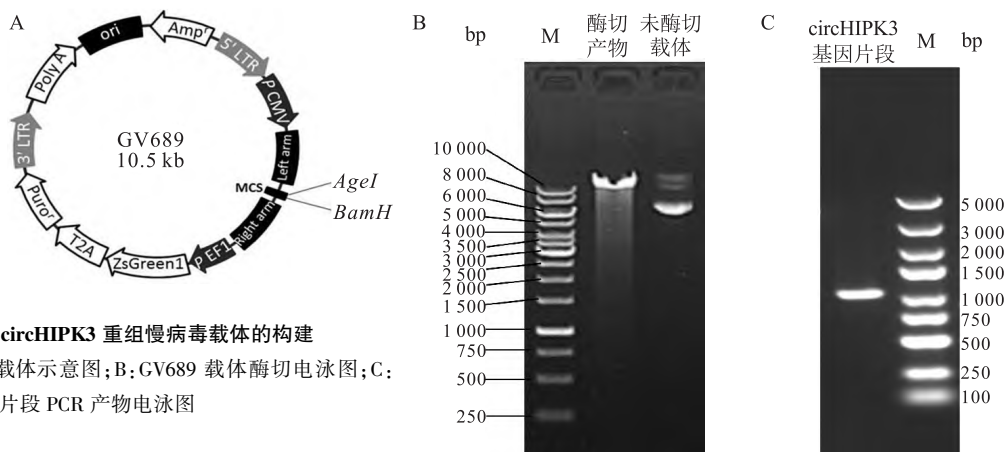 A
ori
Ampʳ
5' LTR
P CMV
Left arm
MCS
AgeI
BamH
Right arm
P EF1
ZsGreen1
T2A
Puroʳ
3' LTR
Poly A
GV689
10.5 kb
circHIPK3 重组慢病毒载体的构建
载体示意图;B:GV689 载体酶切电泳图;C:
片段 PCR 产物电泳图
B
bp
M
酶切
产物
未酶切
载体
10 000
8 000
6 000
5 000
4 000
3 500
3 000
2 500
2 000
1 500
1 000
750
500
250
C
circHIPK3
基因片段
M
bp
5 000
3 000
2 000
1 500
1 000
750
500
250
100